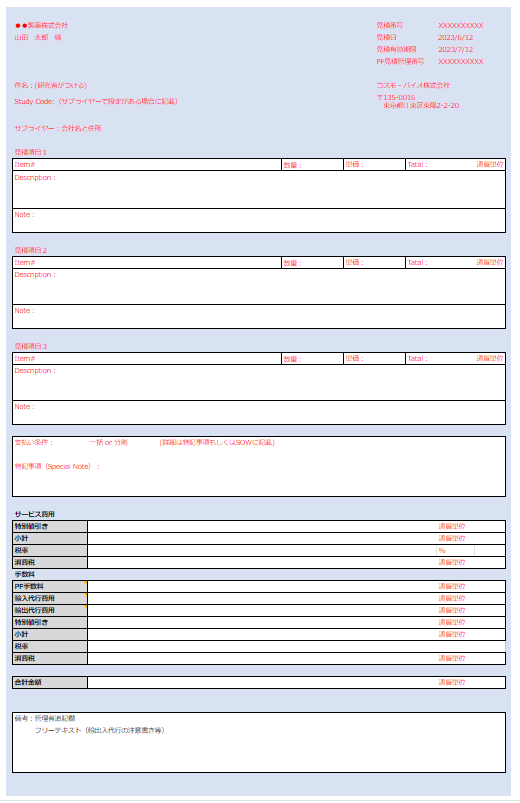 ●●製薬株式会社
山田 太郎 様
見積番号 XXXXXXXXXX
見積日 2023/6/12
見積有効期限 2023/7/12
PF見積管理番号 XXXXXXXXXX
件名：(研究者がつける)
コスモ・バイオ株式会社
Study Code:（サプライヤーで設定がある場合に記載）
〒135-0016
東京都江東区東陽2-2-20
サプライヤー：会社名と住所
見積項目1
Item# 数量： 単価： Tatal： 通貨単位
Description：
Note：
見積項目2
Item# 数量： 単価： Tatal： 通貨単位
Description：
Note：
見積項目3
Item# 数量： 単価： Tatal： 通貨単位
Description：
Note：
支払い条件： 一括 or 分割 (詳細は特記事項もしくはSOWに記載)
特記事項（Special Note）：
サービス費用
特別値引き 通貨単位
小計 通貨単位
税率 %
消費税 通貨単位
手数料
PF手数料 通貨単位
輸入代行費用 通貨単位
輸出代行費用 通貨単位
特別値引き 通貨単位
小計 通貨単位
税率
消費税 通貨単位
合計金額 通貨単位
備考：管理者追記欄
フリーテキスト（輸出入代行の注意書き等）